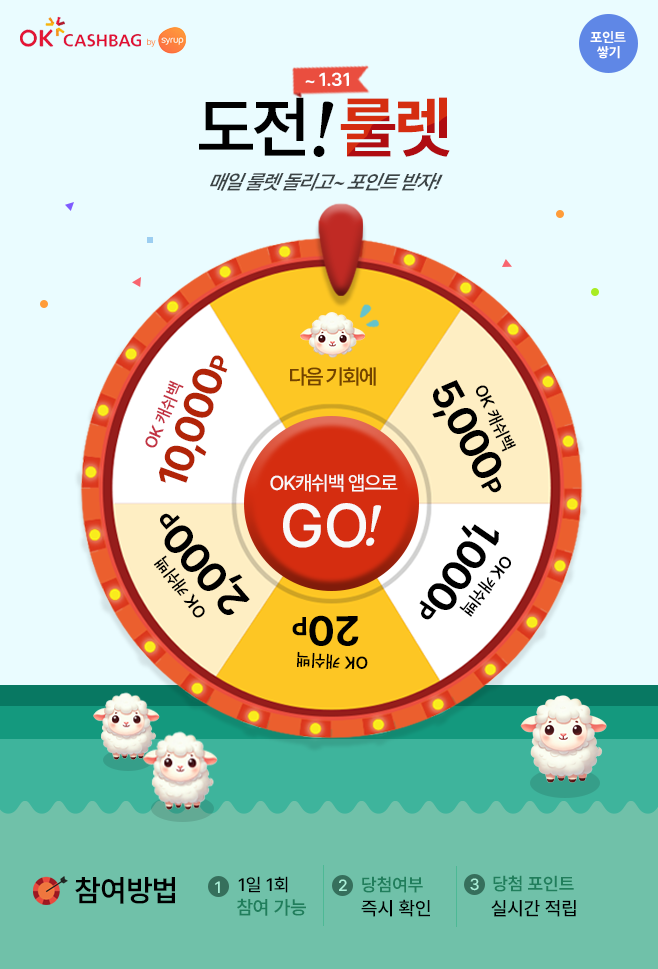 OK CASHBAG by syrup
포인트
쌓기
~ 1.31
도전! 룰렛
매일 룰렛 돌리고~ 포인트 받자!
다음 기회에
OK 캐쉬백
5,000P
OK 캐쉬백
1,000P
OK 캐쉬백
20P
OK 캐쉬백
2,000P
OK 캐쉬백
10,000P
OK캐쉬백 앱으로
GO!
참여방법
1 1일 1회
참여 가능
2 당첨여부
즉시 확인
3 당첨 포인트
실시간 적립